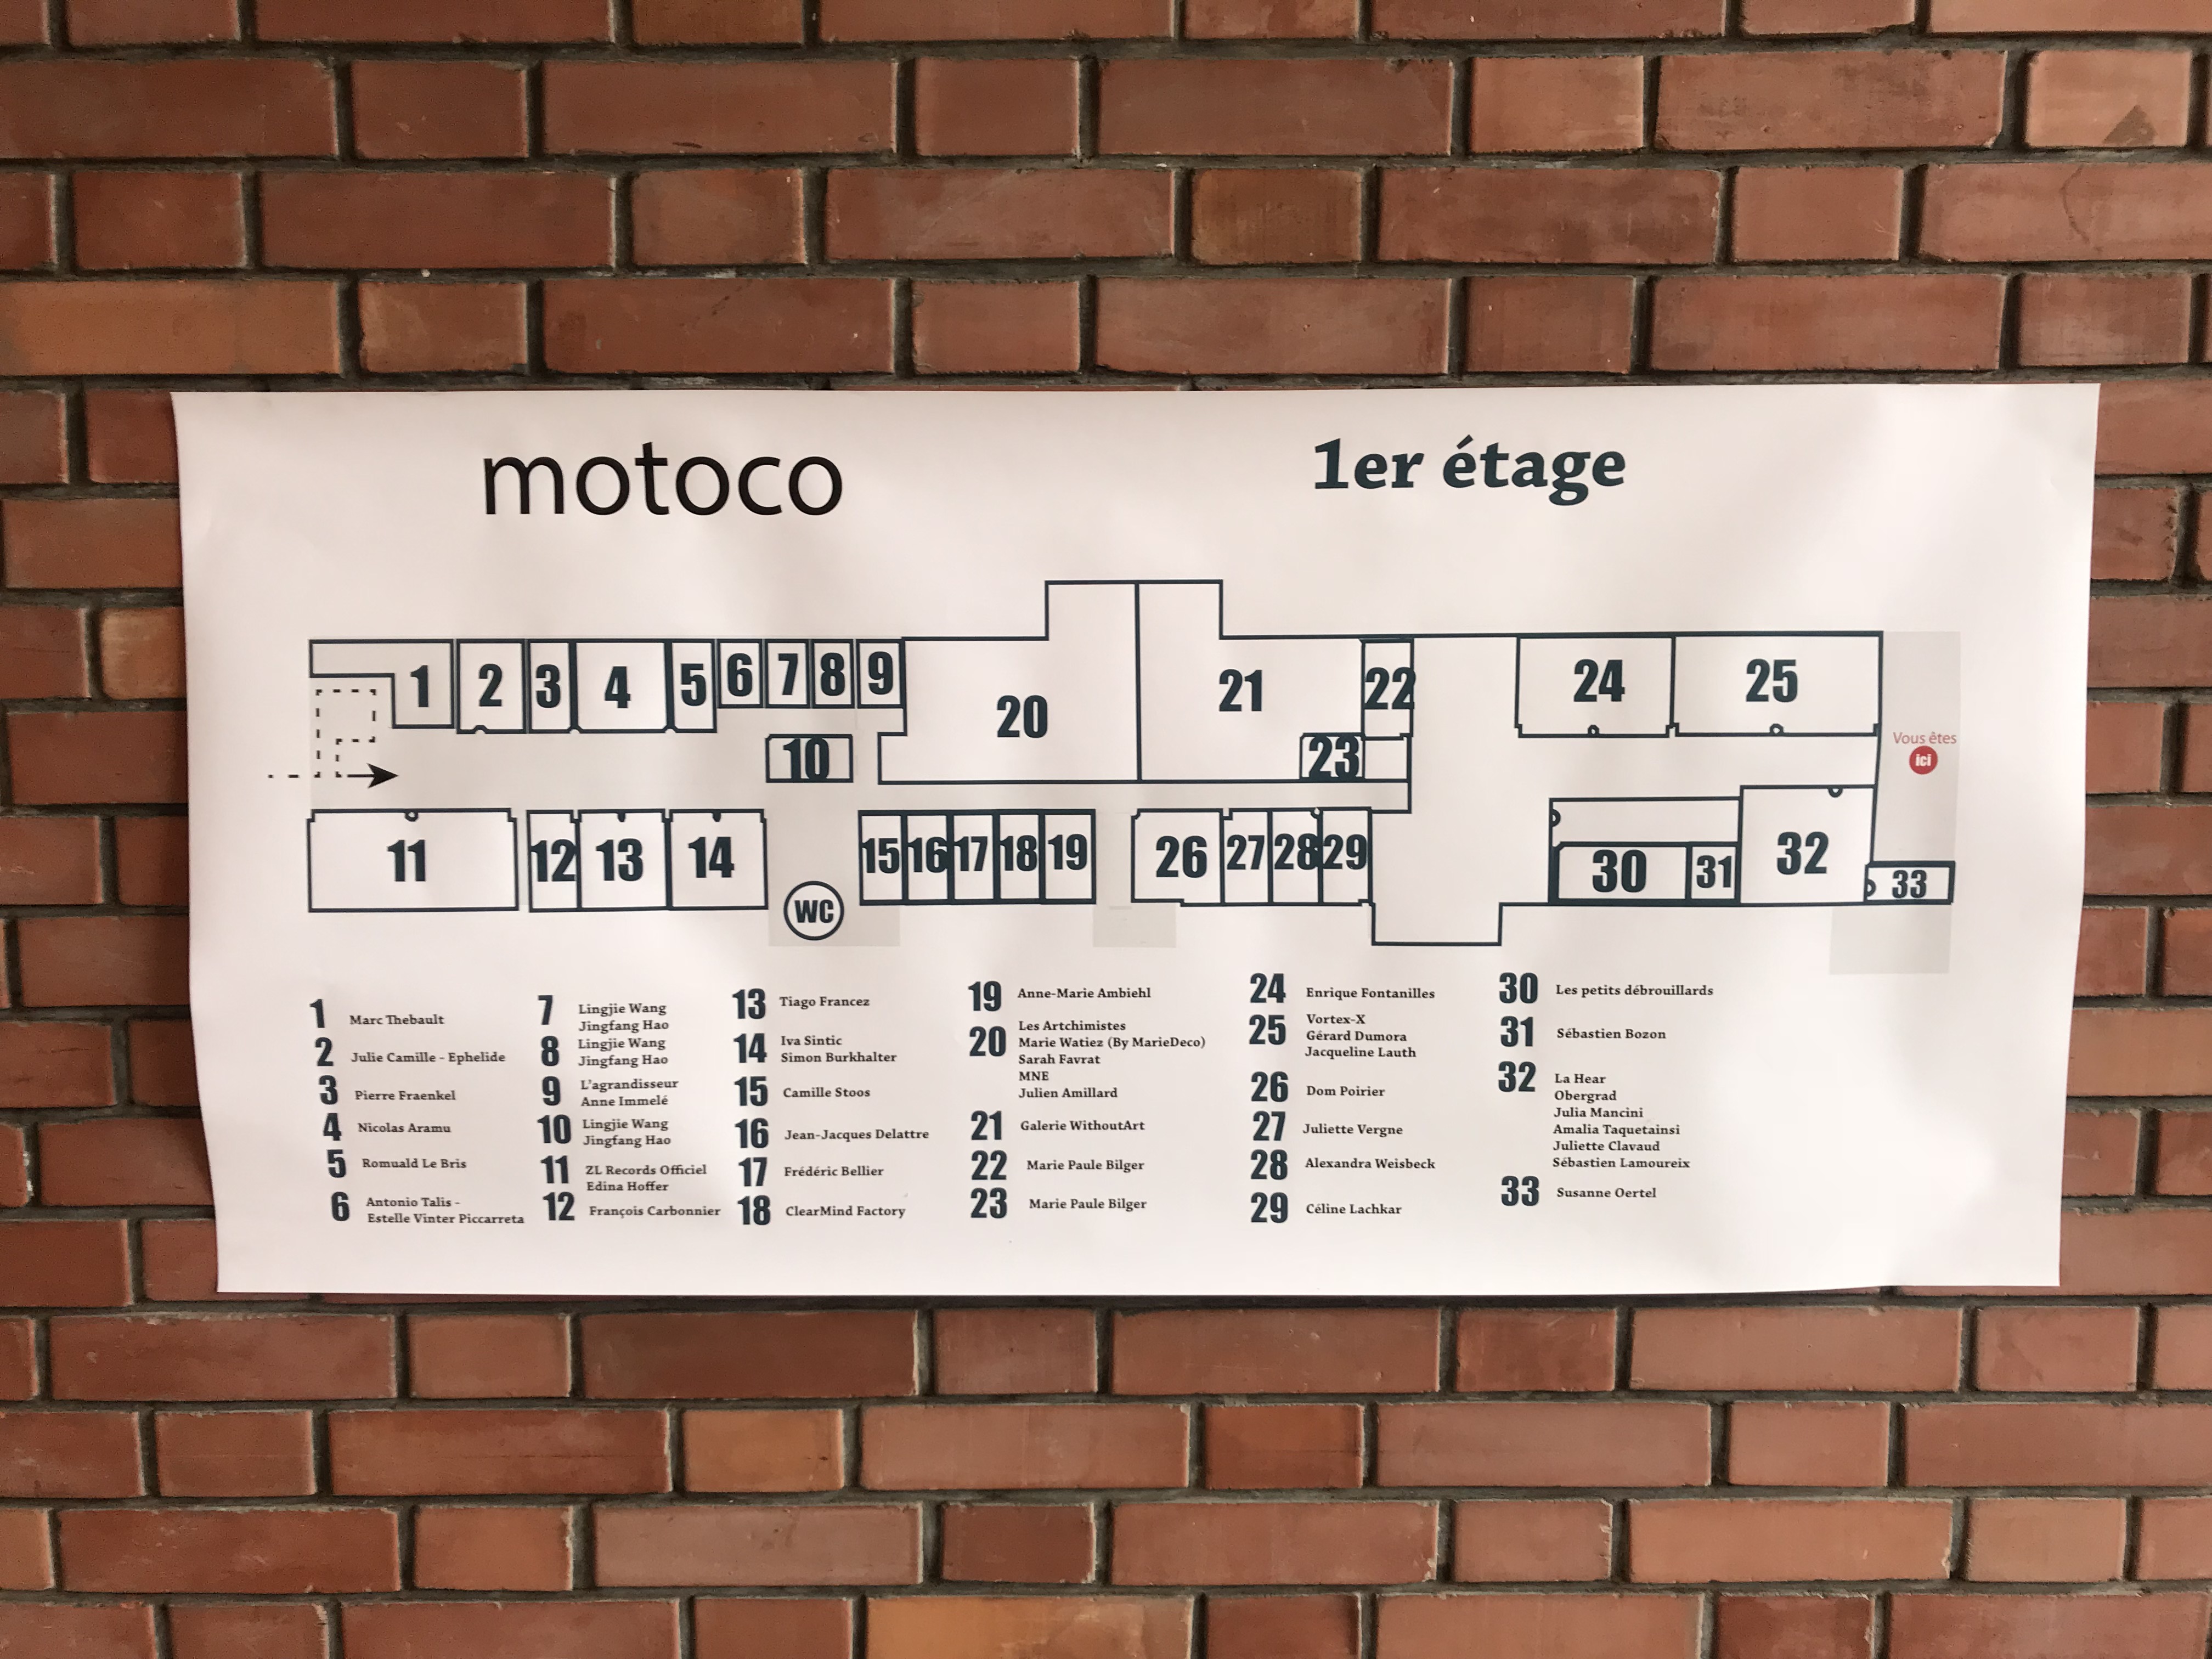 motoco
1er étage
1
2
3
4
5
6
7
8
9
10
20
21
22
23
24
25
Vous êtes
ici
11
12
13
14
WC
15
16
17
18
19
26
27
28
29
30
31
32
33
1 Marc Thebault
2 Julie Camille - Ephelide
3 Pierre Fraenkel
4 Nicolas Aramu
5 Romuald Le Bris
6 Antonio Talis -
Estelle Vinter Piccarreta
7 Lingjie Wang
Jingfang Hao
8 Lingjie Wang
Jingfang Hao
9 L'agrandisseur
Anne Immelé
10 Lingjie Wang
Jingfang Hao
11 ZL Records Officiel
Edina Hoffer
12 François Carbonnier
13 Tiago Francez
14 Iva Sintic
Simon Burkhalter
15 Camille Stoos
16 Jean-Jacques Delattre
17 Frédéric Bellier
18 ClearMind Factory
19 Anne-Marie Ambiehl
20 Les Artchimistes
Marie Watiez (By MarieDeco)
Sarah Favrat
MNE
Julien Amillard
21 Galerie WithoutArt
22 Marie Paule Bilger
23 Marie Paule Bilger
24 Enrique Fontanilles
25 Vortex-X
Gérard Dumora
Jacqueline Lauth
26 Dom Poirier
27 Juliette Vergne
28 Alexandra Weisbeck
29 Céline Lachkar
30 Les petits débrouillards
31 Sébastien Bozon
32 La Hear
Obergrad
Julia Mancini
Amalia Taquetainsi
Juliette Clavaud
Sébastien Lamoureix
33 Susanne Oertel